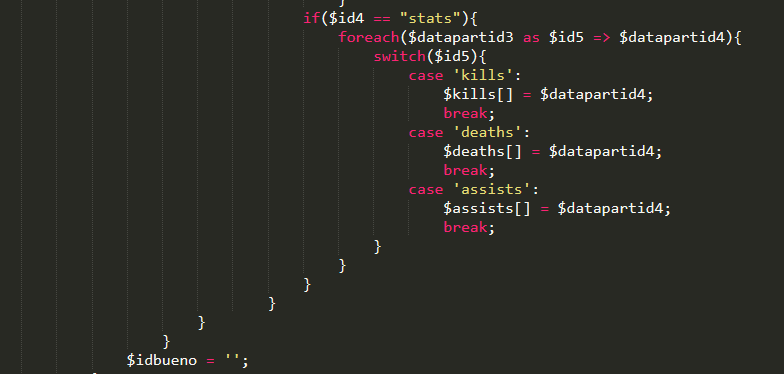 }
if($id4 == "stats"){
foreach($datapartid3 as $id5 => $datapartid4){
switch($id5){
case 'kills':
$kills[] = $datapartid4;
break;
case 'deaths':
$deaths[] = $datapartid4;
break;
case 'assists':
$assists[] = $datapartid4;
break;
}
}
}
}
}
}
$idbueno = '';
}